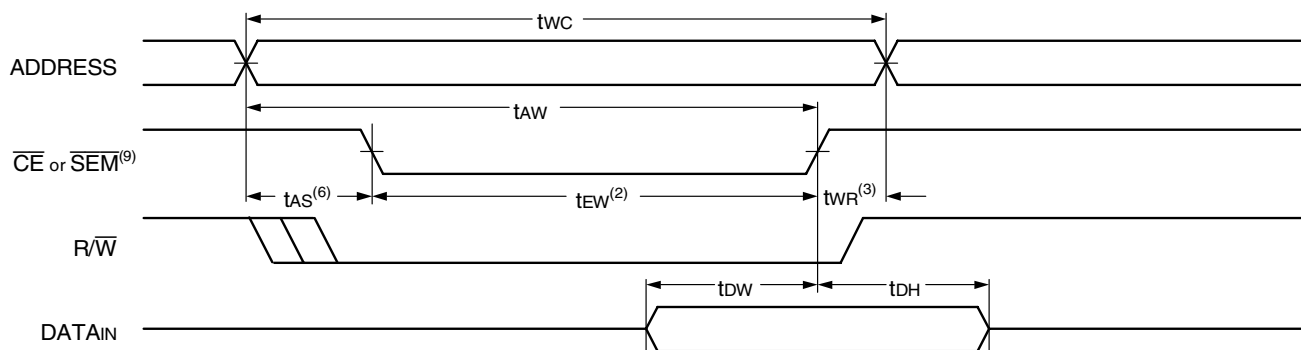 tWC
ADDRESS
tAW
CE or SEM(9)
tAS(6) tEW(2) tWR(3)
R/W
tDW tDH
DATAIN